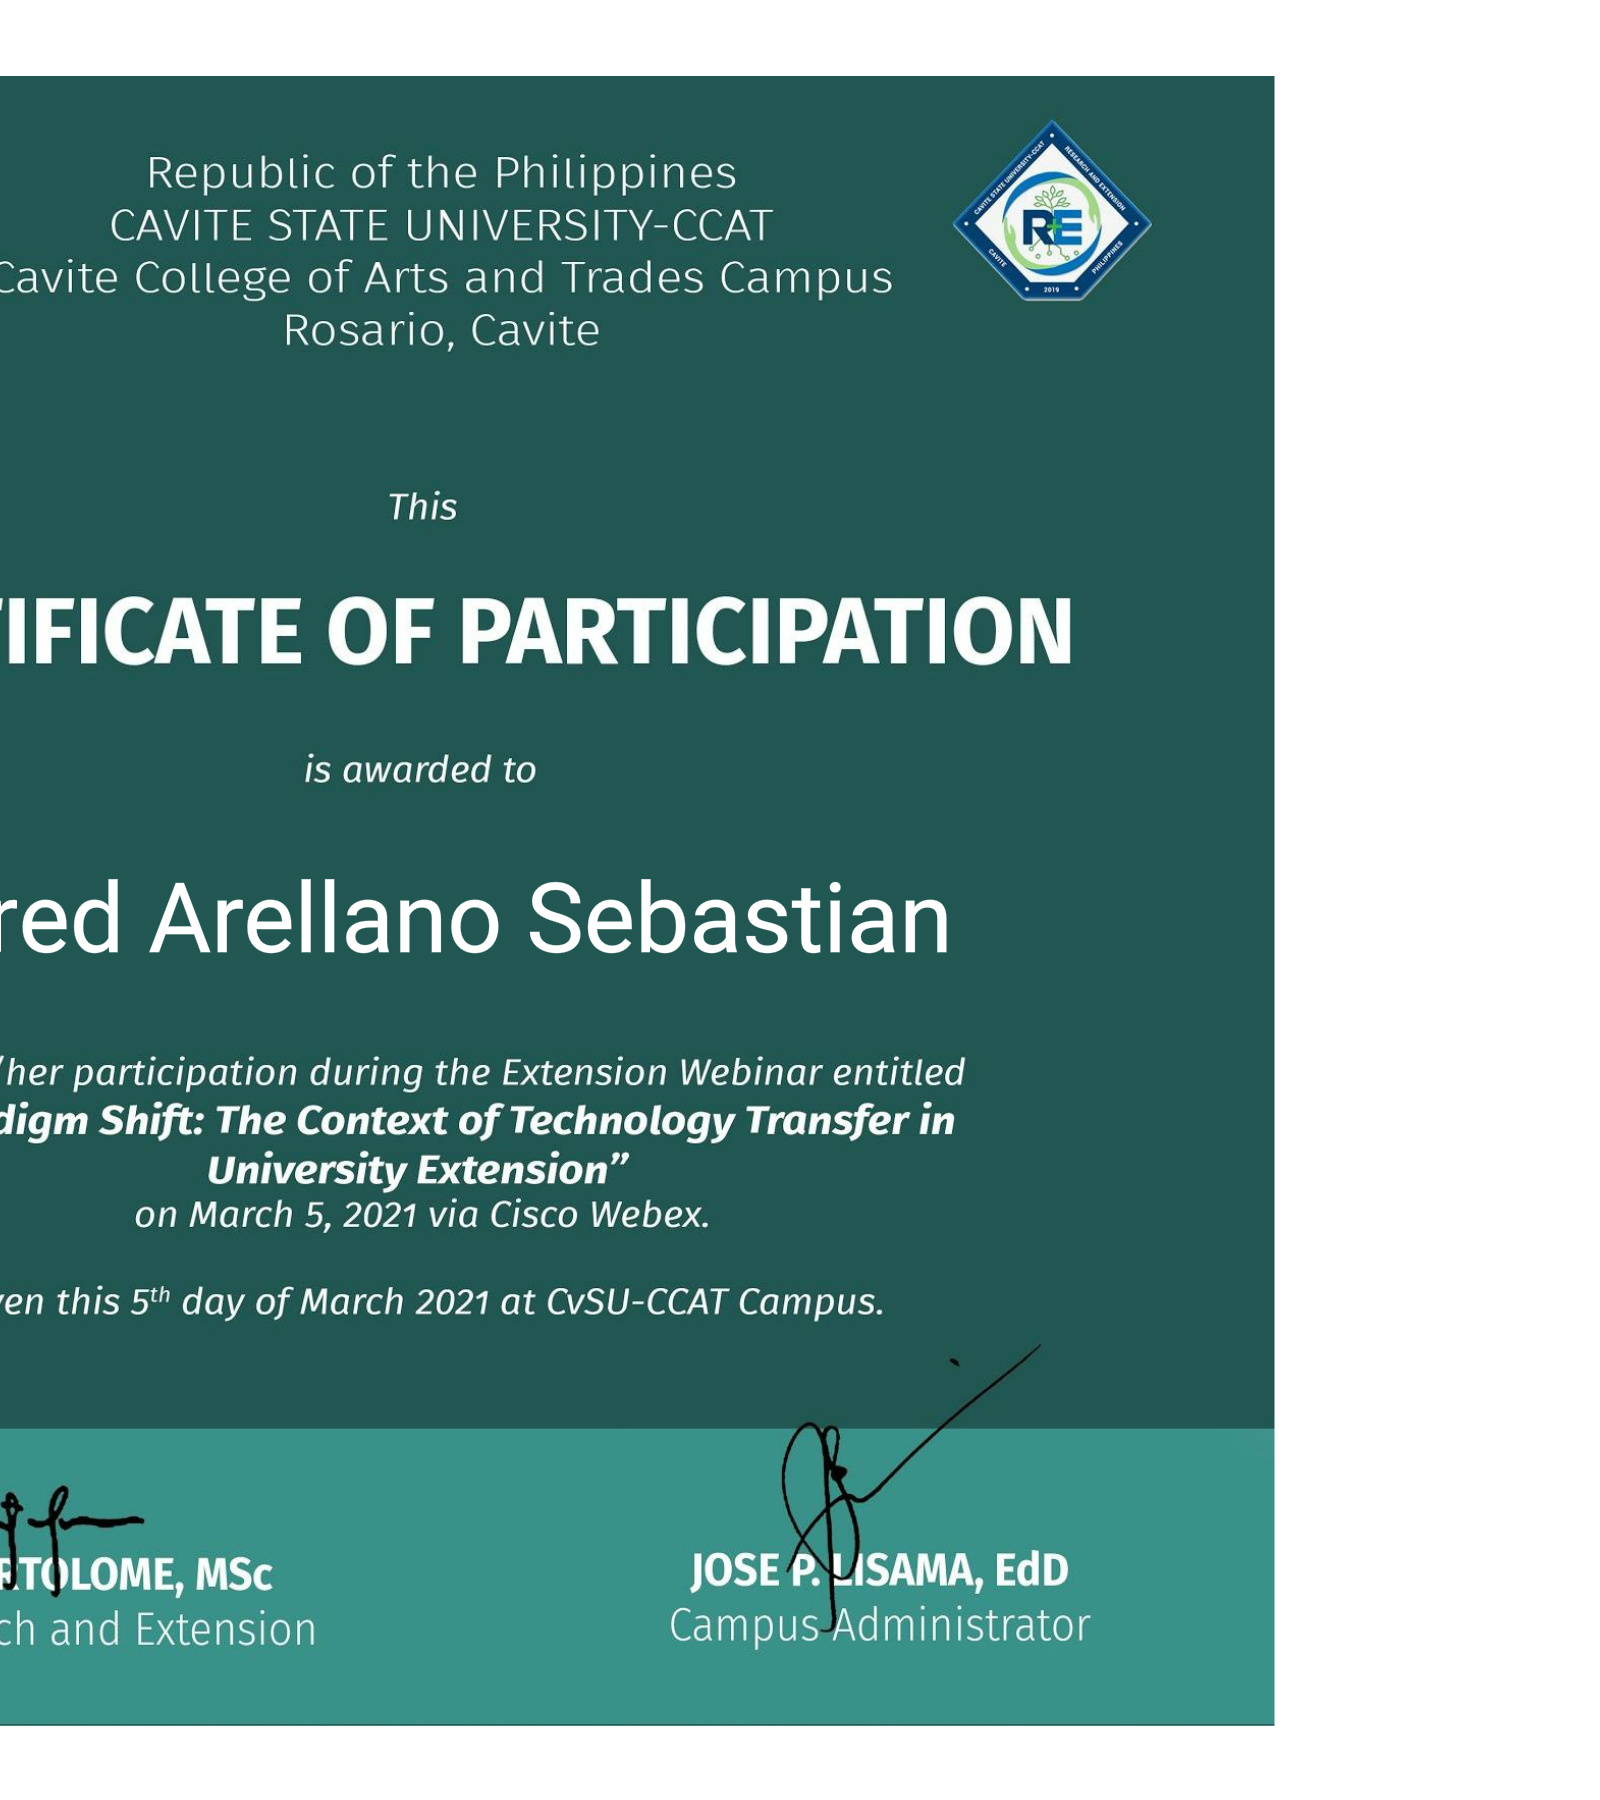 Republic of the Philippines
CAVITE STATE UNIVERSITY-CCAT
Cavite College of Arts and Trades Campus
Rosario, Cavite
CAVITE STATE UNIVERSITY-CCAT
RESEARCH AND EXTENSION
R+E
CAVITE
PHILIPPINES
2019
This
TIFICATE OF PARTICIPATION
is awarded to
red Arellano Sebastian
/her participation during the Extension Webinar entitled
digm Shift: The Context of Technology Transfer in
University Extension”
on March 5, 2021 via Cisco Webex.
ven this 5th day of March 2021 at CvSU-CCAT Campus.
RTOLOME, MSc
ch and Extension
JOSE P. LISAMA, EdD
Campus Administrator